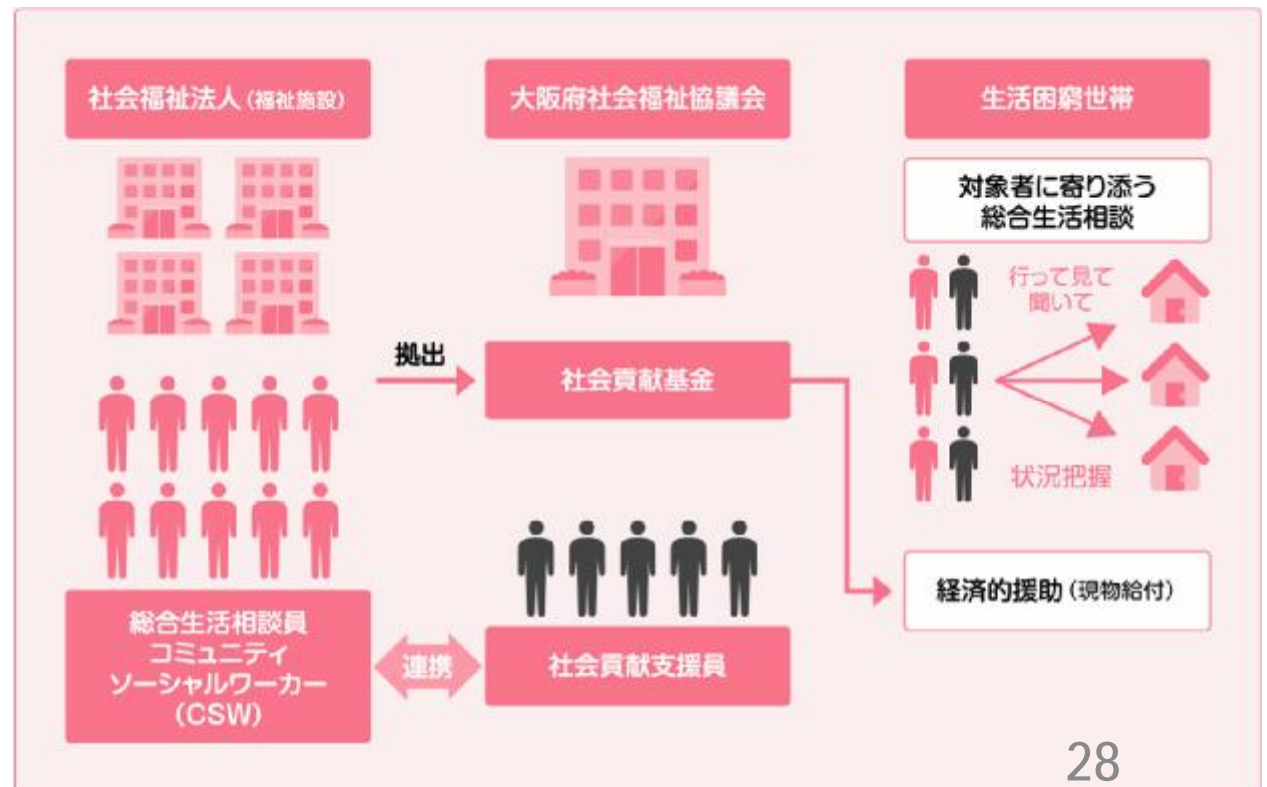 社会福祉法人(福祉施設)
大阪府社会福祉協議会
生活困窮世帯
対象者に寄り添う
総合生活相談
行って見て
聞いて
拠出
社会貢献基金
状況把握
経済的援助(現物給付)
総合生活相談員
コミュニティ
ソーシャルワーカー
(CSW)
連携
社会貢献支援員
28